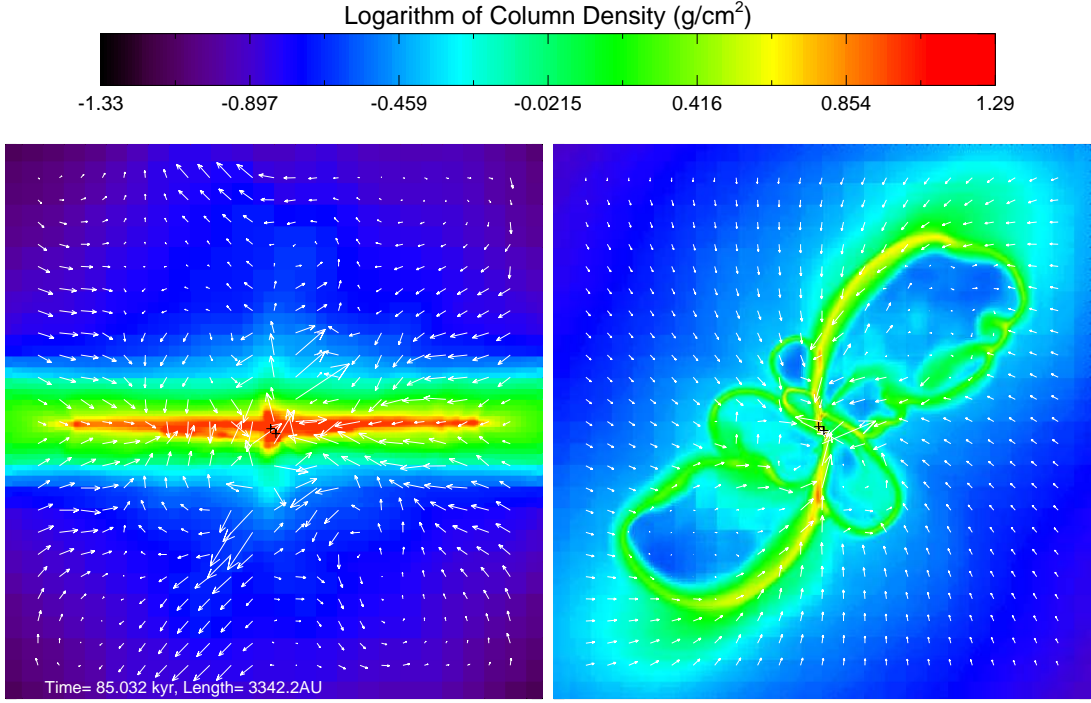 Logarithm of Column Density (g/cm²)
-1.33 -0.897 -0.459 -0.0215 0.416 0.854 1.29
Time= 85.032 kyr, Length= 3342.2AU